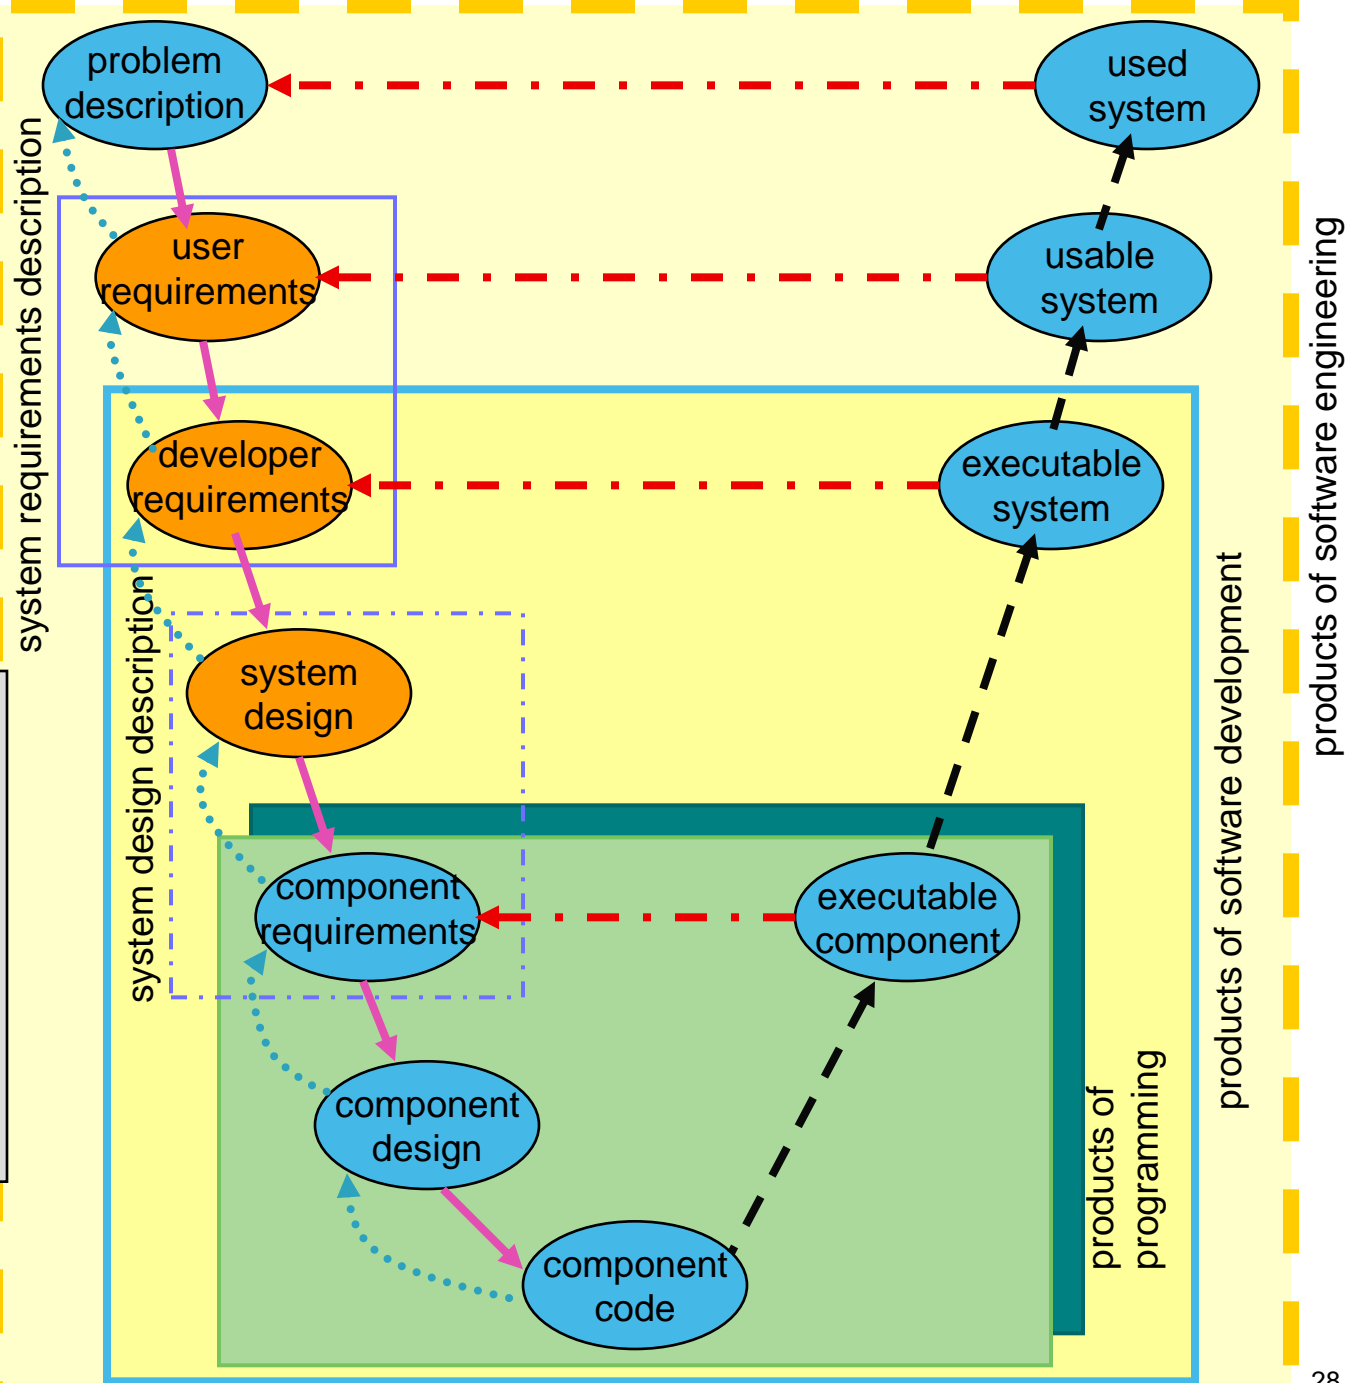 problem
description
used
system
system requirements description
user
requirements
usable
system
products of software engineering
developer
requirements
executable
system
system design description
system
design
products of software development
component
requirements
executable
component
component
design
products of
programming
component
code
28